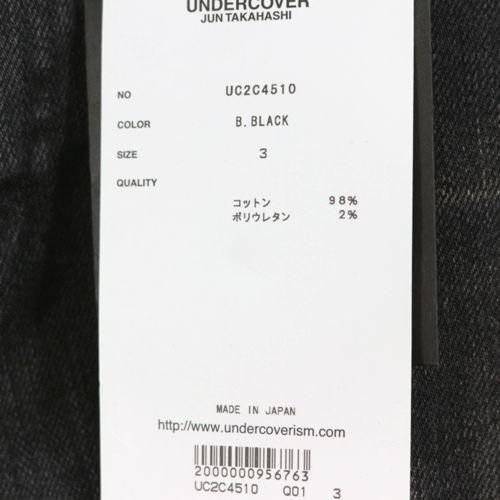 UNDERCOVER
JUN TAKAHASHI
NO UC2C4510
COLOR B.BLACK
SIZE 3
QUALITY
コットン 98%
ポリウレタン 2%
MADE IN JAPAN
http://www.undercoverism.com
2000000956763
UC2C4510 Q01 3